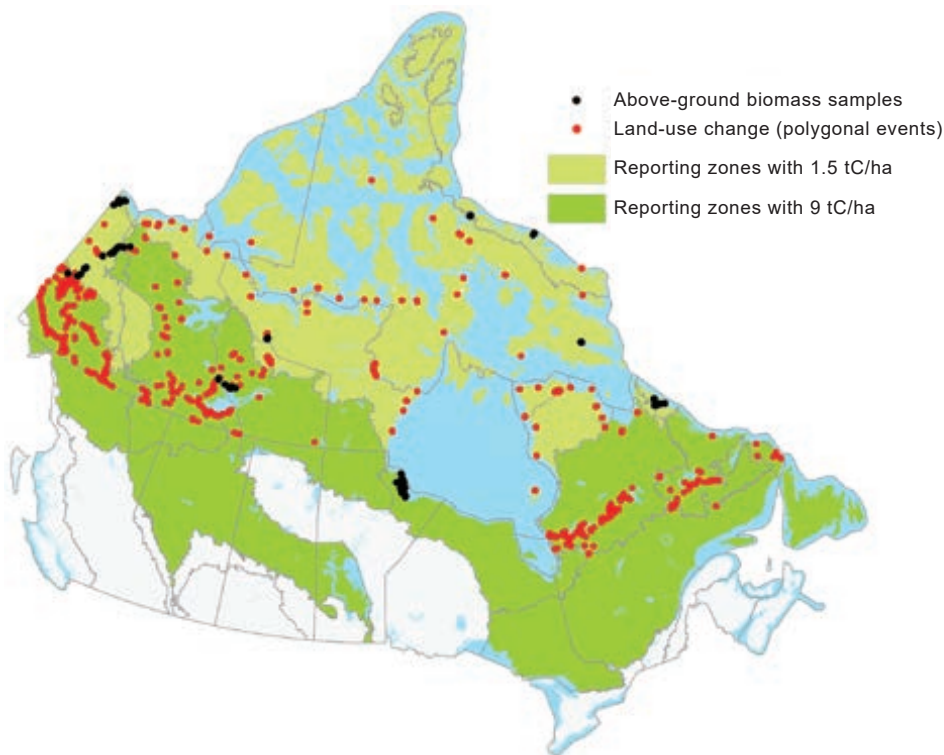 Above-ground biomass samples
Land-use change (polygonal events)
Reporting zones with 1.5 tC/ha
Reporting zones with 9 tC/ha